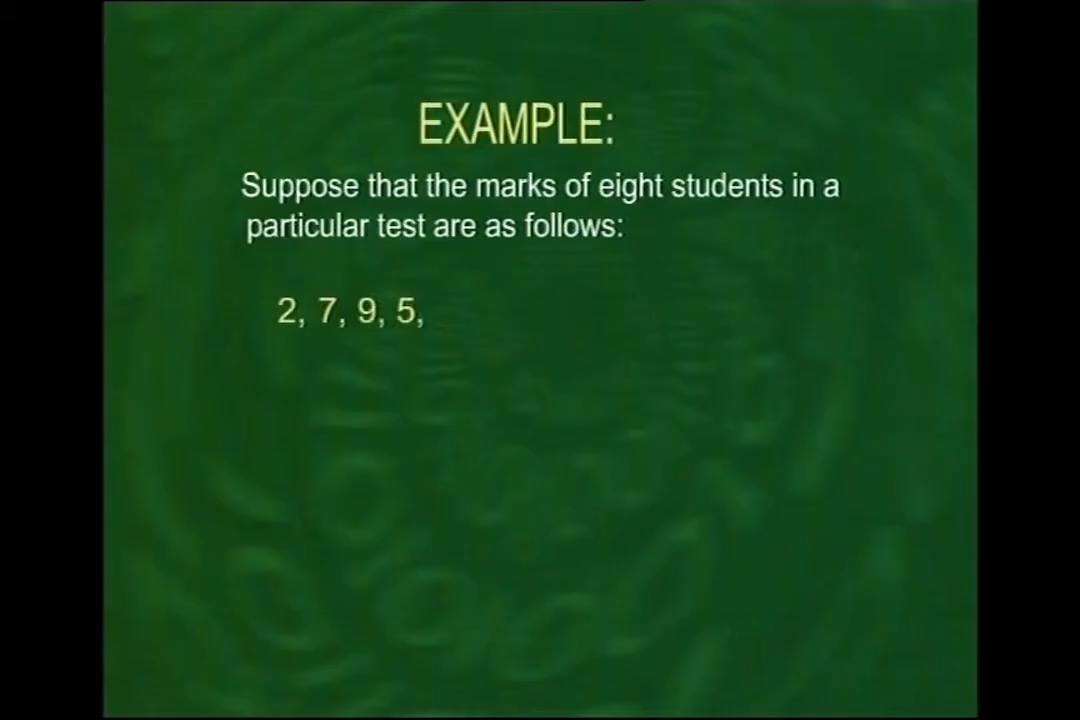 EXAMPLE:
Suppose that the marks of eight students in a
particular test are as follows:
2, 7, 9, 5,